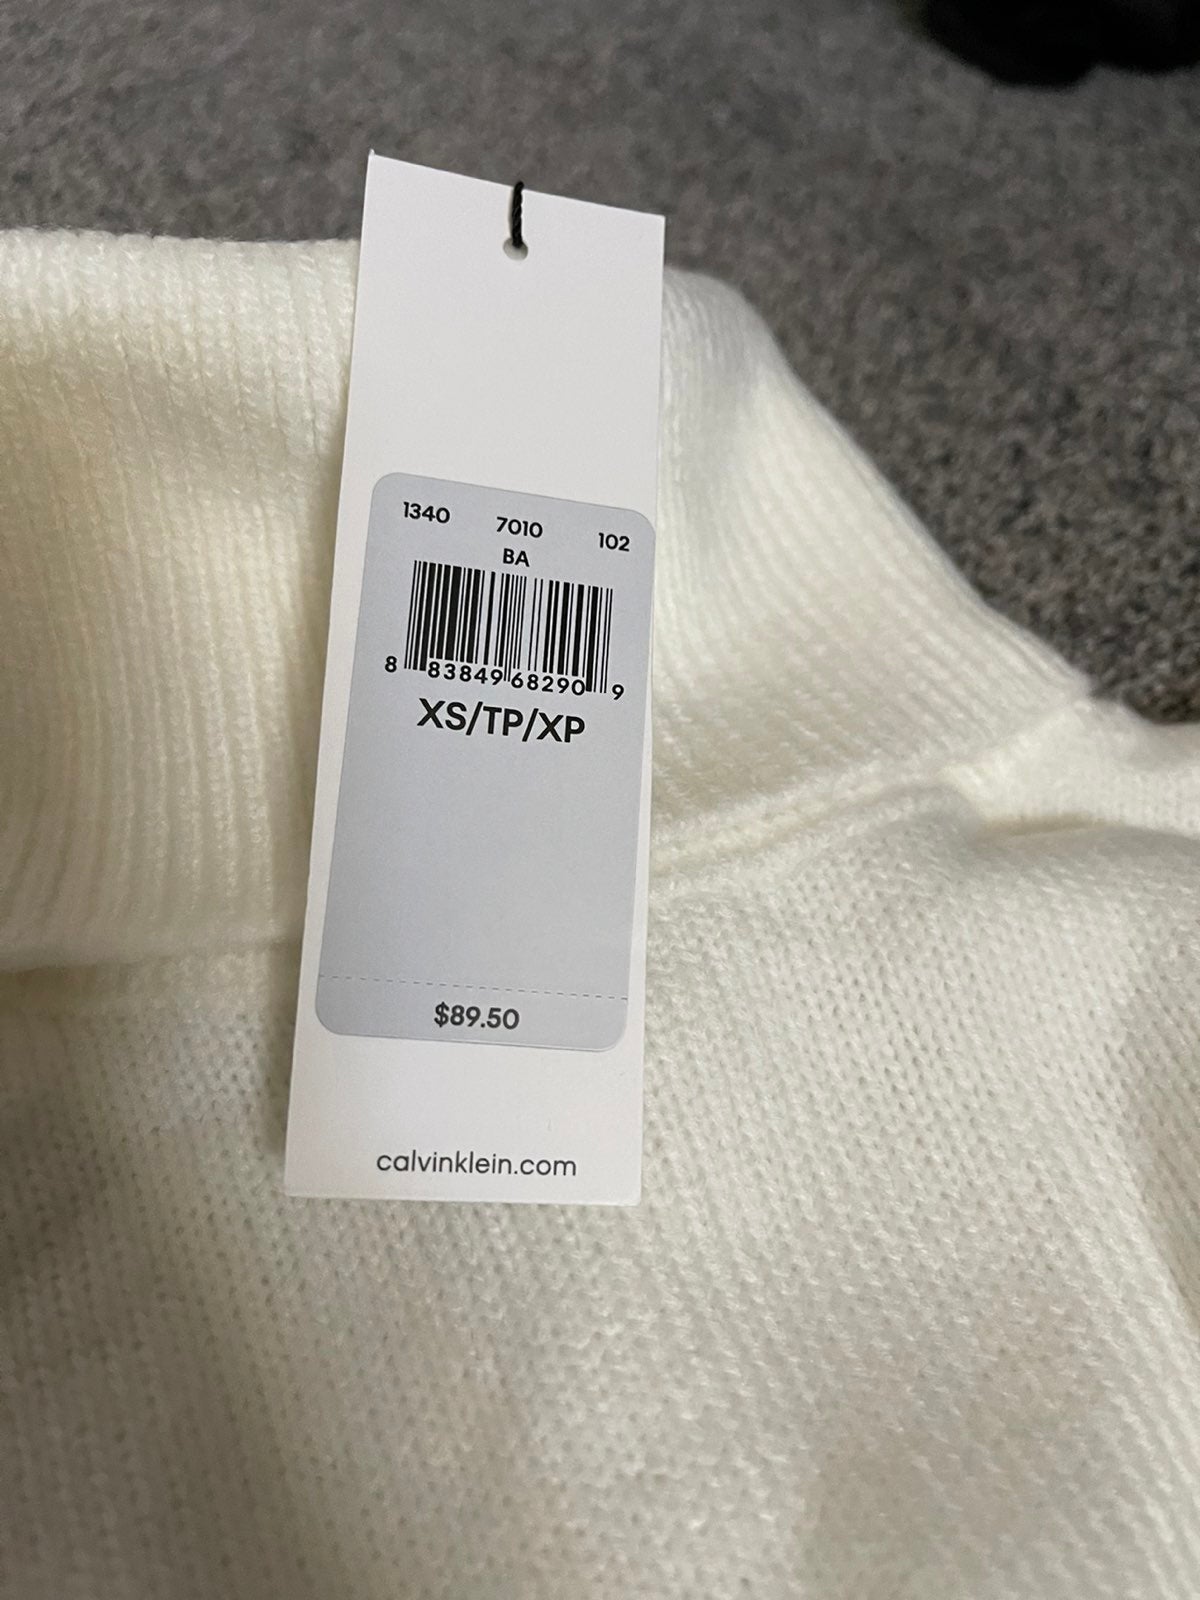 1340 7010 102
BA
8 83849 68290 9
XS/TP/XP
$89.50
calvinklein.com